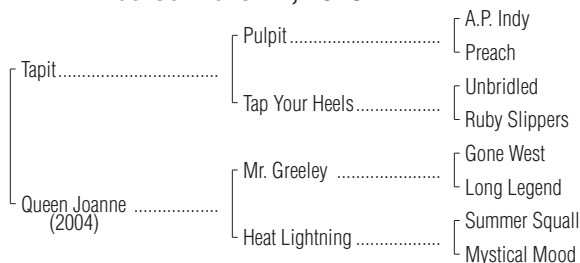 A.P. Indy
Pulpit........................................
Preach
Tapit..........................................
Unbridled
Tap Your Heels......................
Ruby Slippers
Gone West
Mr. Greeley ...........................
Long Legend
Queen Joanne ......................
(2004)
Summer Squall
Heat Lightning ......................
Mystical Mood